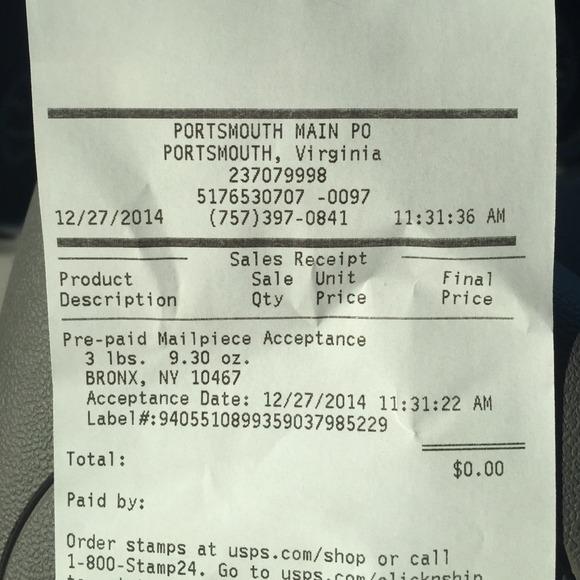 PORTSMOUTH MAIN PO
PORTSMOUTH, Virginia
237079998
5176530707 -0097
12/27/2014 (757)397-0841 11:31:36 AM
Sales Receipt
Product Sale Unit Final
Description Qty Price Price
Pre-paid Mailpiece Acceptance
3 lbs. 9.30 oz.
BRONX, NY 10467
Acceptance Date: 12/27/2014 11:31:22 AM
Label#:9405510899359037985229
Total: $0.00
Paid by:
Order stamps at usps.com/shop or call
1-800-Stamp24. Go to usps.com/clicknship